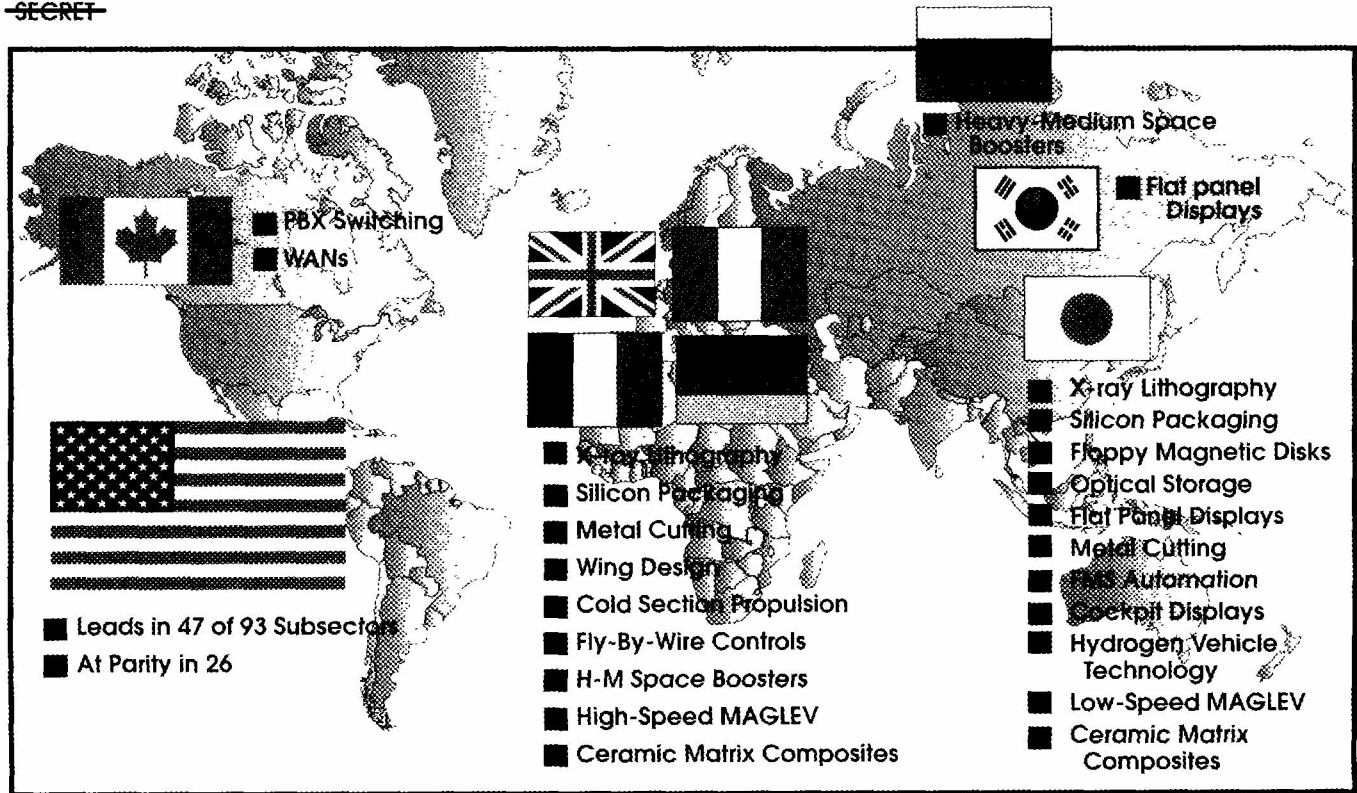 SECRET
PBX Switching
WANs
Leads in 47 of 93 Subsectors
At Parity in 26
X-ray Lithography
Silicon Packaging
Metal Cutting
Wing Design
Cold Section Propulsion
Fly-By-Wire Controls
H-M Space Boosters
High-Speed MAGLEV
Ceramic Matrix Composites
Heavy-Medium Space
Boosters
Flat panel
Displays
X-ray Lithography
Silicon Packaging
Floppy Magnetic Disks
Optical Storage
Flat Panel Displays
Metal Cutting
FMS Automation
Cockpit Displays
Hydrogen Vehicle
Technology
Low-Speed MAGLEV
Ceramic Matrix
Composites